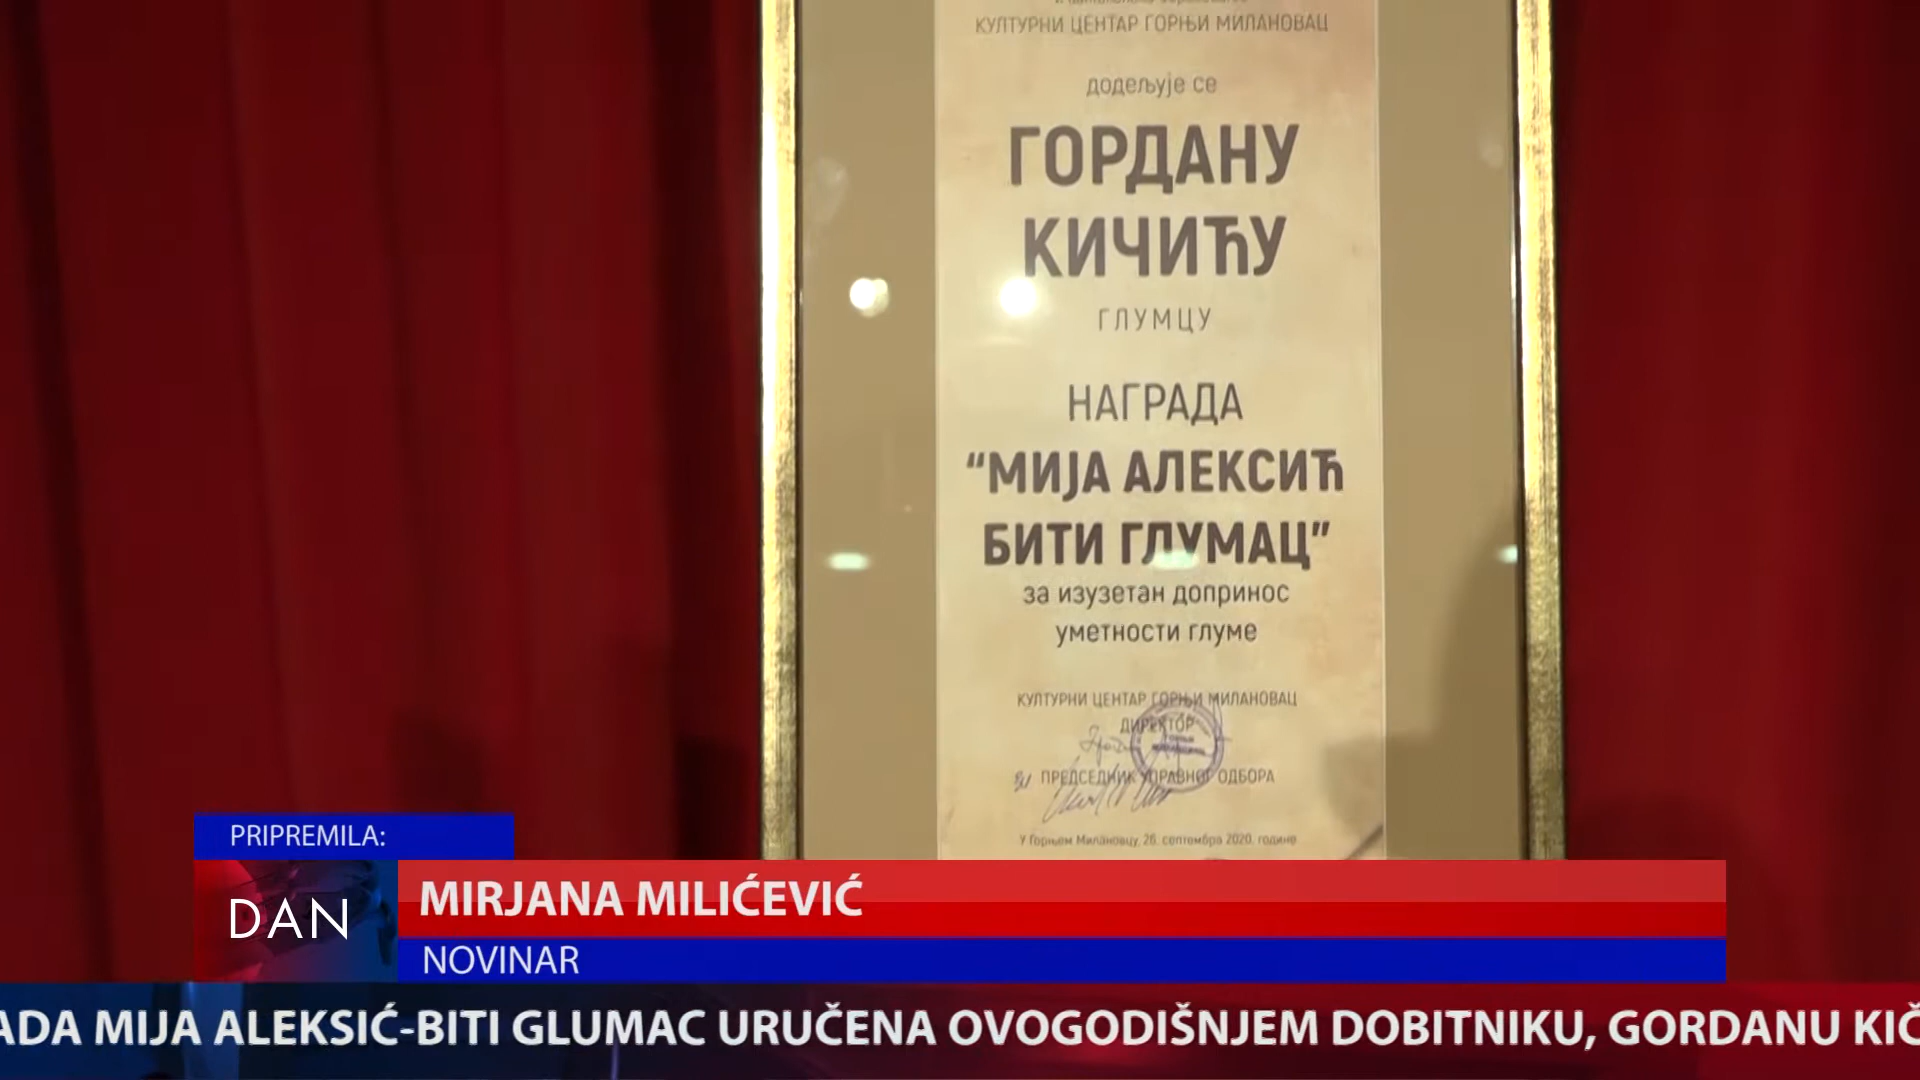 КУЛТУРНИ ЦЕНТАР ГОРЊИ МИЛАНОВАЦ
додељује се
ГОРДАНУ
КИЧИЋУ
ГЛУМЦУ
НАГРАДА
“МИЈА АЛЕКСИЋ
БИТИ ГЛУМАЦ”
за изузетан допринос
уметности глуме
КУЛТУРНИ ЦЕНТАР ГОРЊИ МИЛАНОВАЦ
ДИРЕКТОР
ПРЕДСЕДНИК УПРАВНОГ ОДБОРА
У Горњем Милановцу, 26. септембра 2020. године
PRIPREMILA:
DAN
MIRJANA MILIĆEVIĆ
NOVINAR
ADA MIJA ALEKSIĆ-BITI GLUMAC URUČENA OVOGODIŠNJEM DOBITNIKU, GORDANU KIČ